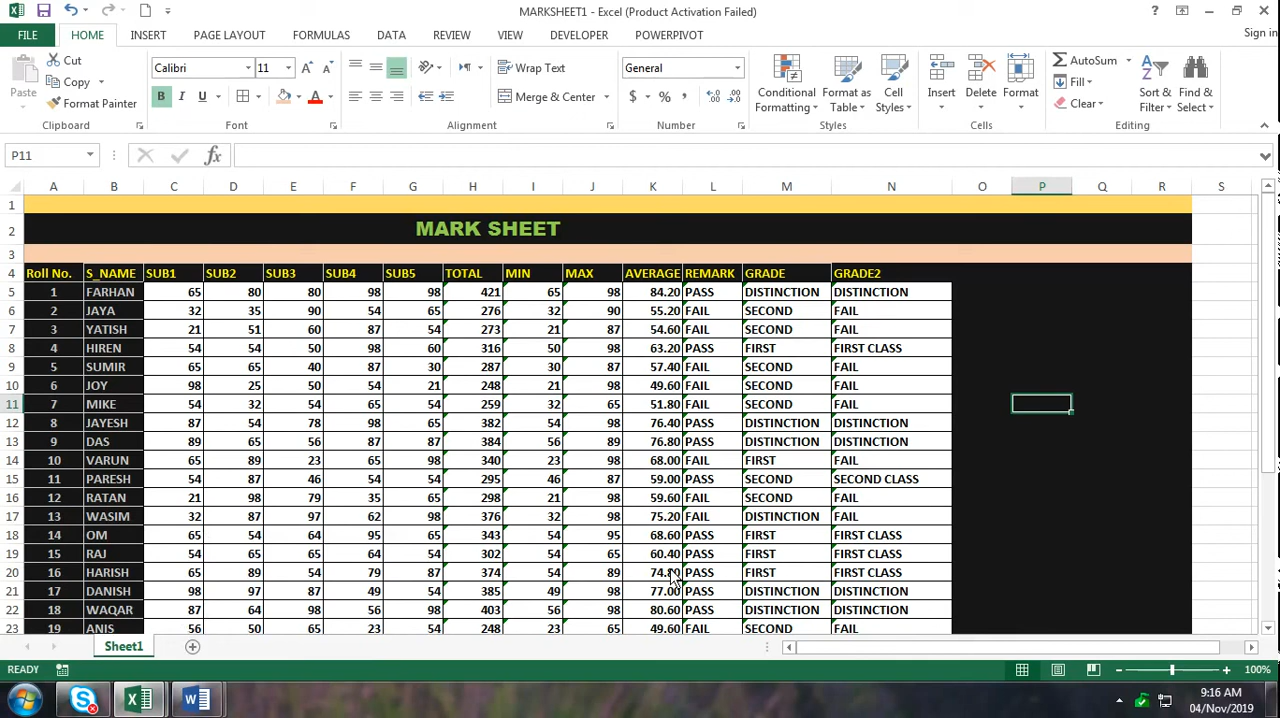 MARKSHEET1 - Excel (Product Activation Failed)
FILE HOME INSERT PAGE LAYOUT FORMULAS DATA REVIEW VIEW DEVELOPER POWERPIVOT Sign in
Paste Cut Copy Format Painter
Calibri 11
B I U A
Wrap Text
Merge & Center
General
$ % ,
Conditional Formatting Format as Table Cell Styles
Insert Delete Format
AutoSum Fill Clear
Sort & Filter Find & Select
Clipboard Font Alignment Number Styles Cells Editing
P11 fx
A B C D E F G H I J K L M N O P Q R S
1
2 MARK SHEET
3
4 Roll No. S_NAME SUB1 SUB2 SUB3 SUB4 SUB5 TOTAL MIN MAX AVERAGE REMARK GRADE GRADE2
5 1 FARHAN 65 80 80 98 98 421 65 98 84.20 PASS DISTINCTION DISTINCTION
6 2 JAYA 32 35 90 54 65 276 32 90 55.20 FAIL SECOND FAIL
7 3 YATISH 21 51 60 87 54 273 21 87 54.60 FAIL SECOND FAIL
8 4 HIREN 54 54 50 98 60 316 50 98 63.20 PASS FIRST FIRST CLASS
9 5 SUMIR 65 65 40 87 30 287 30 87 57.40 FAIL SECOND FAIL
10 6 JOY 98 25 50 54 21 248 21 98 49.60 FAIL SECOND FAIL
11 7 MIKE 54 32 54 65 54 259 32 65 51.80 FAIL SECOND FAIL
12 8 JAYESH 87 54 78 98 65 382 54 98 76.40 PASS DISTINCTION DISTINCTION
13 9 DAS 89 65 56 87 87 384 56 89 76.80 PASS DISTINCTION DISTINCTION
14 10 VARUN 65 89 23 65 98 340 23 98 68.00 FAIL FIRST FAIL
15 11 PARESH 54 87 46 54 54 295 46 87 59.00 PASS SECOND SECOND CLASS
16 12 RATAN 21 98 79 35 65 298 21 98 59.60 FAIL SECOND FAIL
17 13 WASIM 32 87 97 62 98 376 32 98 75.20 FAIL DISTINCTION FAIL
18 14 OM 65 54 64 95 65 343 54 95 68.60 PASS FIRST FIRST CLASS
19 15 RAJ 54 65 65 64 54 302 54 65 60.40 PASS FIRST FIRST CLASS
20 16 HARISH 65 89 54 79 87 374 54 89 74.80 PASS FIRST FIRST CLASS
21 17 DANISH 98 97 87 49 54 385 49 98 77.00 PASS DISTINCTION DISTINCTION
22 18 WAQAR 87 64 98 56 98 403 56 98 80.60 PASS DISTINCTION DISTINCTION
23 19 ANIS 56 50 65 23 54 248 23 65 49.60 FAIL SECOND FAIL
Sheet1
READY 100%
9:16 AM
04/Nov/2019